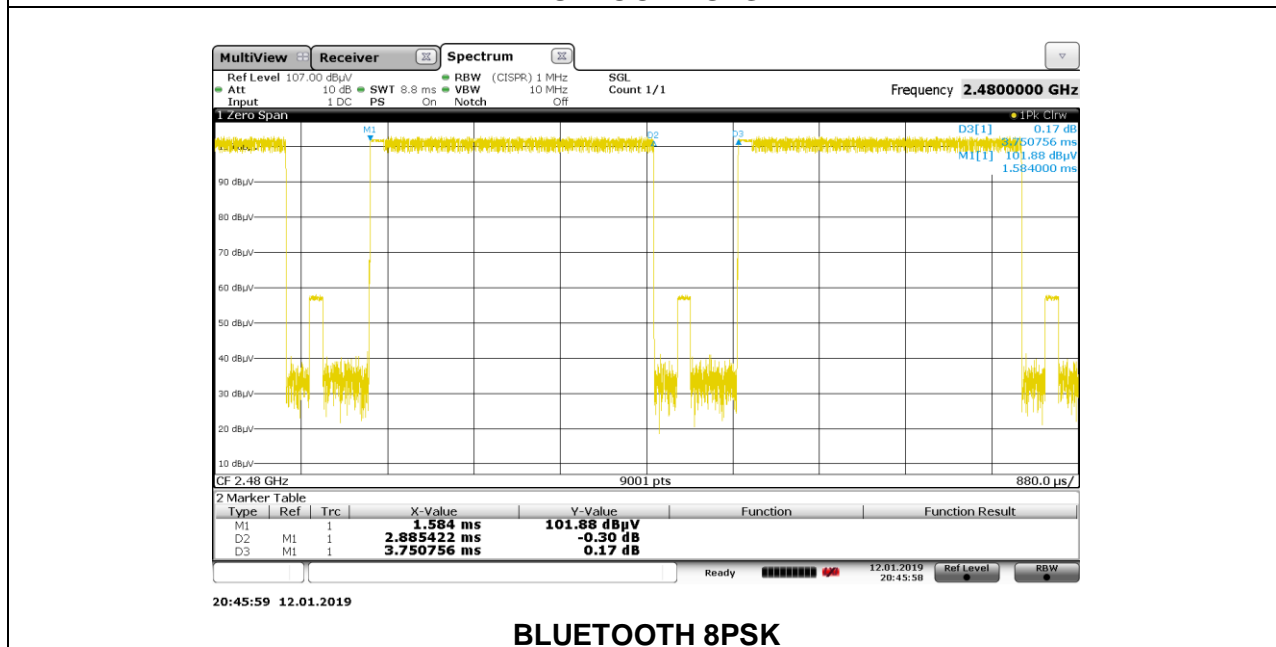 MultiView Receiver Spectrum
Ref Level 107.00 dBµV RBW (CISPR) 1 MHz SGL
Att 10 dB SWT 8.8 ms VBW 10 MHz Count 1/1 Frequency 2.4800000 GHz
Input 1 DC PS On Notch Off
1 Zero Span 1Pk Clrw
M1 D2 D3 D3[1] 0.17 dB
3.750756 ms
M1[1] 101.88 dBµV
1.584000 ms
90 dBµV
80 dBµV
70 dBµV
60 dBµV
50 dBµV
40 dBµV
30 dBµV
20 dBµV
10 dBµV
CF 2.48 GHz 9001 pts 880.0 µs/
2 Marker Table
Type Ref Trc X-Value Y-Value Function Function Result
M1 1 1.584 ms 101.88 dBµV
D2 M1 1 2.885422 ms -0.30 dB
D3 M1 1 3.750756 ms 0.17 dB
Ready 12.01.2019 Ref Level RBW
20:45:58
20:45:59 12.01.2019
BLUETOOTH 8PSK